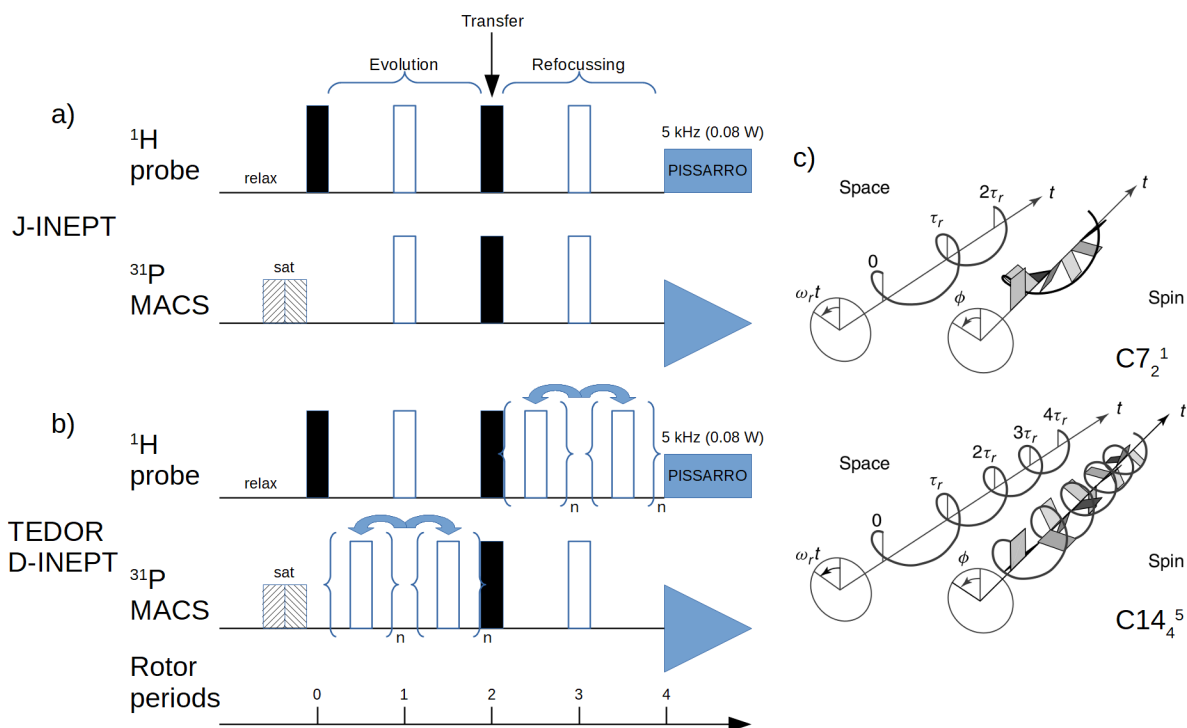 Transfer
Evolution
Refocussing
a)
¹H
probe
relax
5 kHz (0.08 W)
PISSARRO
J-INEPT
³¹P
MACS
sat
b)
¹H
probe
relax
n
n
5 kHz (0.08 W)
PISSARRO
TEDOR
D-INEPT
³¹P
MACS
sat
n
n
Rotor
periods
0 1 2 3 4
c)
Space
0
τᵣ
2τᵣ
t
t
ωᵣt
ϕ
Spin
C7₂¹
Space
0
τᵣ
2τᵣ
3τᵣ
4τᵣ
t
t
ωᵣt
ϕ
Spin
C14₄⁵